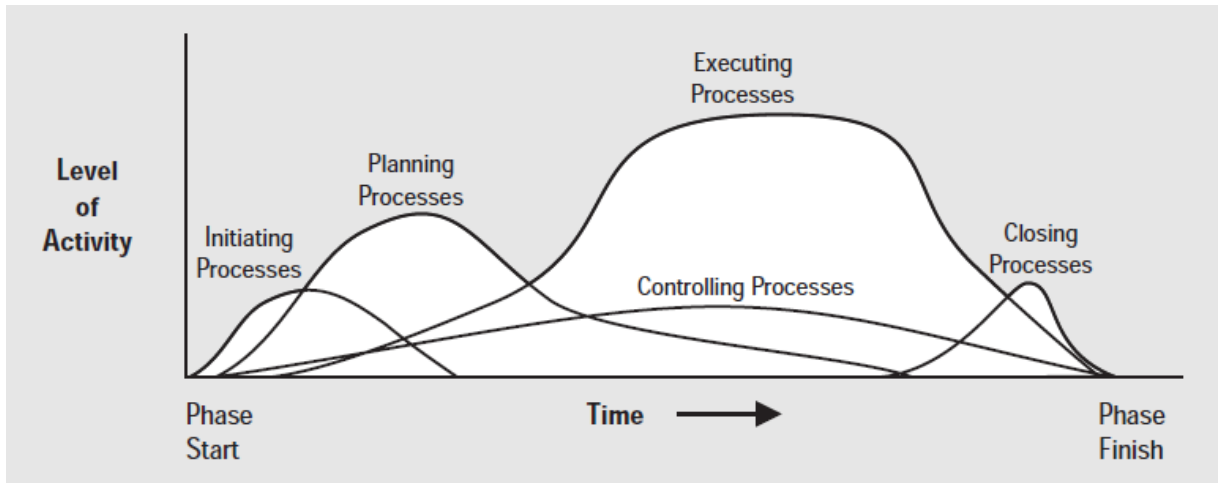 Executing
Processes
Planning
Processes
Level
of
Activity
Initiating
Processes
Closing
Processes
Controlling Processes
Phase
Start
Time
Phase
Finish